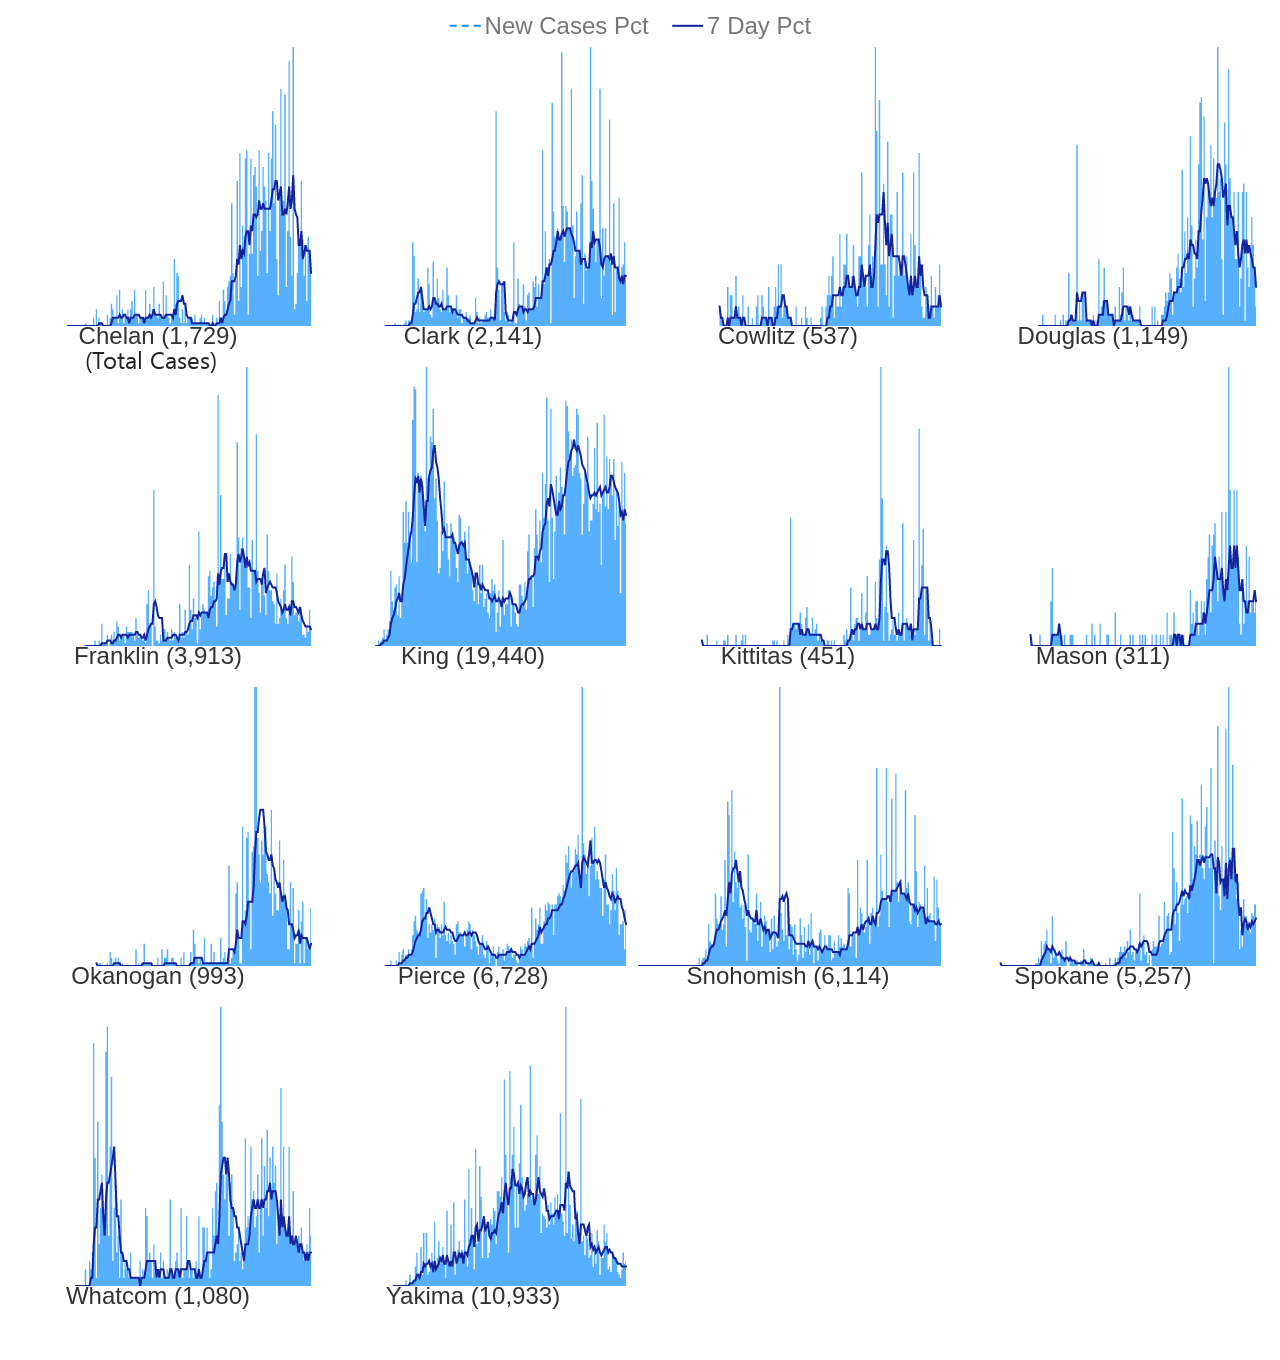 New Cases Pct 7 Day Pct
Chelan (1,729) Clark (2,141) Cowlitz (537) Douglas (1,149)
(Total Cases)
Franklin (3,913) King (19,440) Kittitas (451) Mason (311)
Okanogan (993) Pierce (6,728) Snohomish (6,114) Spokane (5,257)
Whatcom (1,080) Yakima (10,933)